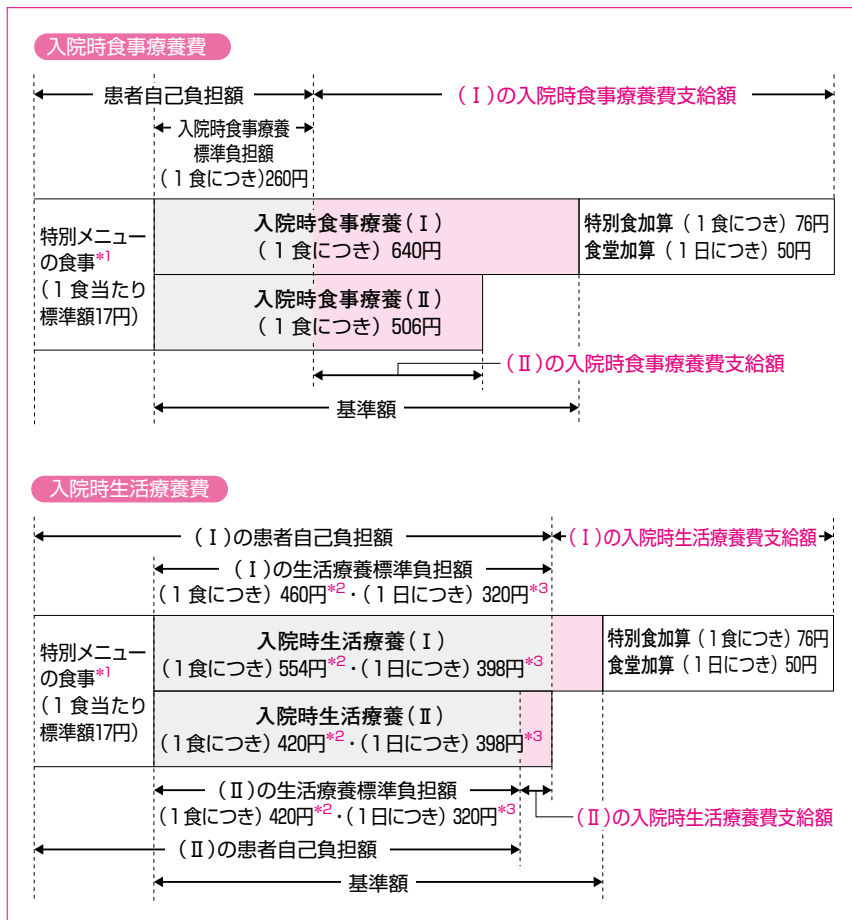 入院時食事療養費
患者自己負担額
(Ⅰ)の入院時食事療養費支給額
入院時食事療養
標準負担額
(1食につき)260円
特別メニュー
の食事*1
(1食当たり
標準額17円)
入院時食事療養(Ⅰ)
(1食につき) 640円
特別食加算(1食につき) 76円
食堂加算(1日につき) 50円
入院時食事療養(Ⅱ)
(1食につき) 506円
(Ⅱ)の入院時食事療養費支給額
基準額
入院時生活療養費
(Ⅰ)の患者自己負担額
(Ⅰ)の入院時生活療養費支給額
(Ⅰ)の生活療養標準負担額
(1食につき) 460円*2・(1日につき) 320円*3
特別メニュー
の食事*1
(1食当たり
標準額17円)
入院時生活療養(Ⅰ)
(1食につき) 554円*2・(1日につき) 398円*3
特別食加算(1食につき) 76円
食堂加算(1日につき) 50円
入院時生活療養(Ⅱ)
(1食につき) 420円*2・(1日につき) 398円*3
(Ⅱ)の生活療養標準負担額
(1食につき) 420円*2・(1日につき) 320円*3
(Ⅱ)の入院時生活療養費支給額
(Ⅱ)の患者自己負担額
基準額